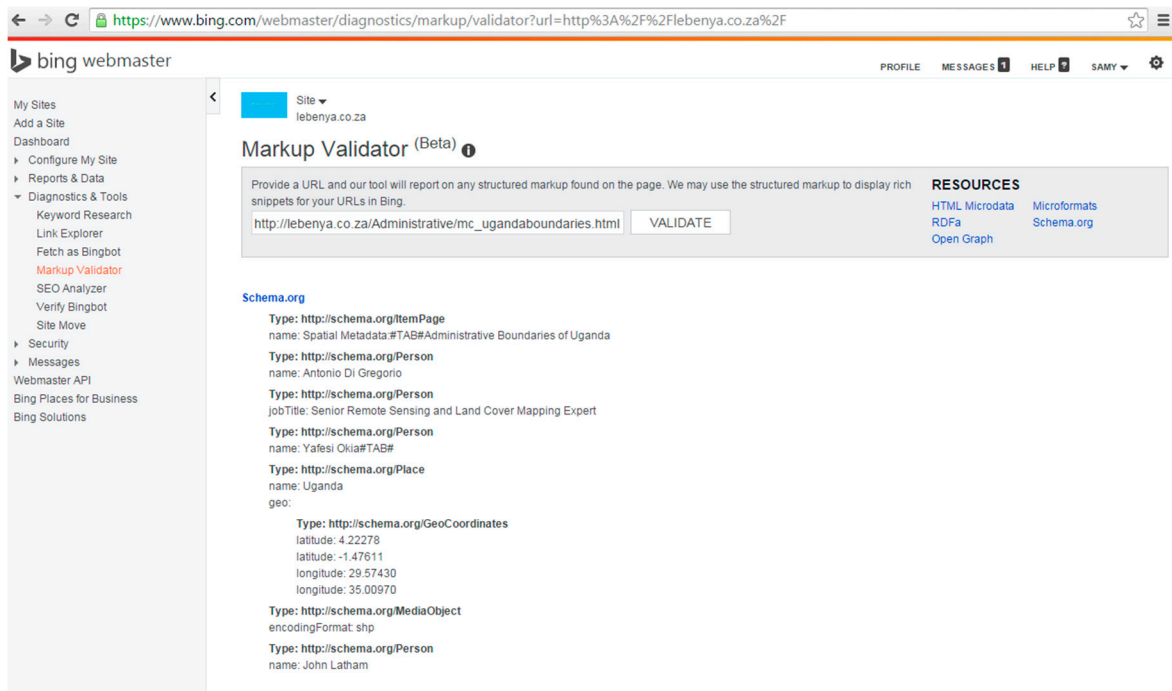 https://www.bing.com/webmaster/diagnostics/markup/validator?url=http%3A%2F%2Flebenya.co.za%2F
bing webmaster
PROFILE MESSAGES 1 HELP ? SAMY
My Sites
Add a Site
Dashboard
Configure My Site
Reports & Data
Diagnostics & Tools
Keyword Research
Link Explorer
Fetch as Bingbot
Markup Validator
SEO Analyzer
Verify Bingbot
Site Move
Security
Messages
Webmaster API
Bing Places for Business
Bing Solutions
Site
lebenya.co.za
Markup Validator (Beta)
Provide a URL and our tool will report on any structured markup found on the page. We may use the structured markup to display rich
snippets for your URLs in Bing.
http://lebenya.co.za/Administrative/mc_ugandaboundaries.html VALIDATE
RESOURCES
HTML Microdata Microformats
RDFa Schema.org
Open Graph
Schema.org
Type: http://schema.org/ItemPage
name: Spatial Metadata:#TAB#Administrative Boundaries of Uganda
Type: http://schema.org/Person
name: Antonio Di Gregorio
Type: http://schema.org/Person
jobTitle: Senior Remote Sensing and Land Cover Mapping Expert
Type: http://schema.org/Person
name: Yafesi Okia#TAB#
Type: http://schema.org/Place
name: Uganda
geo:
Type: http://schema.org/GeoCoordinates
latitude: 4.22278
latitude: -1.47611
longitude: 29.57430
longitude: 35.00970
Type: http://schema.org/MediaObject
encodingFormat: shp
Type: http://schema.org/Person
name: John Latham